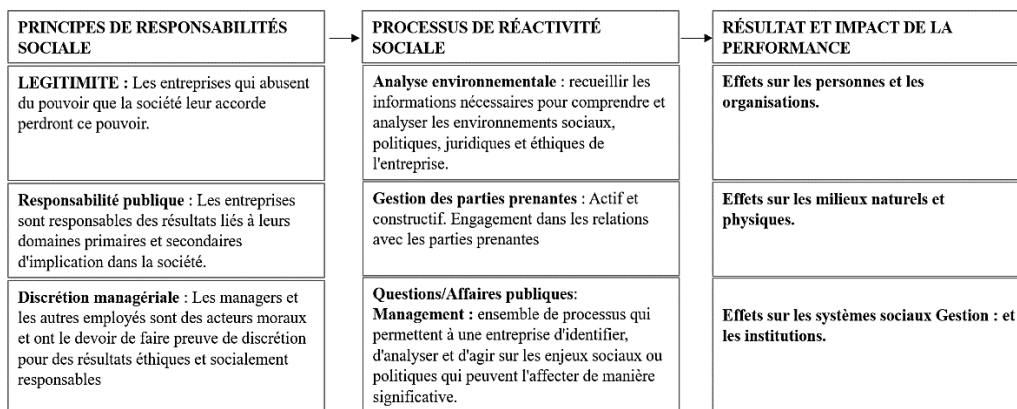 PRINCIPES DE RESPONSABILITÉS
SOCIALE
LEGITIMITE : Les entreprises qui abusent
du pouvoir que la société leur accorde
perdront ce pouvoir.
Responsabilité publique : Les entreprises
sont responsables des résultats liés à leurs
domaines primaires et secondaires
d'implication dans la société.
Discrétion managériale : Les managers et
les autres employés sont des acteurs moraux
et ont le devoir de faire preuve de discrétion
pour des résultats éthiques et socialement
responsables
PROCESSUS DE RÉACTIVITÉ
SOCIALE
Analyse environnementale : recueillir les
informations nécessaires pour comprendre et
analyser les environnements sociaux,
politiques, juridiques et éthiques de
l'entreprise.
Gestion des parties prenantes : Actif et
constructif. Engagement dans les relations
avec les parties prenantes
Questions/Affaires publiques:
Management : ensemble de processus qui
permettent à une entreprise d'identifier,
d'analyser et d'agir sur les enjeux sociaux ou
politiques qui peuvent l'affecter de manière
significative.
RÉSULTAT ET IMPACT DE LA
PERFORMANCE
Effets sur les personnes et les
organisations.
Effets sur les milieux naturels et
physiques.
Effets sur les systèmes sociaux Gestion : et
les institutions.